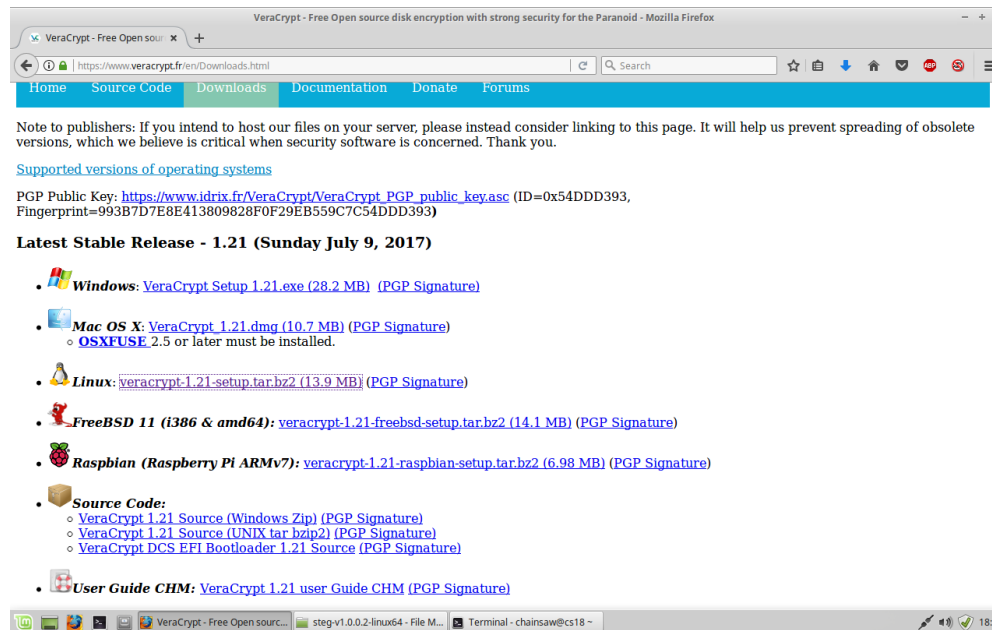 VeraCrypt - Free Open source disk encryption with strong security for the Paranoid - Mozilla Firefox
VeraCrypt - Free Open sour
https://www.veracrypt.fr/en/Downloads.html
Search
ABP
Home Source Code Downloads Documentation Donate Forums
Note to publishers: If you intend to host our files on your server, please instead consider linking to this page. It will help us prevent spreading of obsolete
versions, which we believe is critical when security software is concerned. Thank you.
Supported versions of operating systems
PGP Public Key: https://www.idrix.fr/VeraCrypt/VeraCrypt_PGP_public_key.asc (ID=0x54DDD393,
Fingerprint=993B7D7E8E413809828F0F29EB559C7C54DDD393)
Latest Stable Release - 1.21 (Sunday July 9, 2017)
Windows: VeraCrypt Setup 1.21.exe (28.2 MB) (PGP Signature)
Mac OS X: VeraCrypt_1.21.dmg (10.7 MB) (PGP Signature)
OSXFUSE 2.5 or later must be installed.
Linux: veracrypt-1.21-setup.tar.bz2 (13.9 MB) (PGP Signature)
FreeBSD 11 (i386 & amd64): veracrypt-1.21-freebsd-setup.tar.bz2 (14.1 MB) (PGP Signature)
Raspbian (Raspberry Pi ARMv7): veracrypt-1.21-raspbian-setup.tar.bz2 (6.98 MB) (PGP Signature)
Source Code:
VeraCrypt 1.21 Source (Windows Zip) (PGP Signature)
VeraCrypt 1.21 Source (UNIX tar bzip2) (PGP Signature)
VeraCrypt DCS EFI Bootloader 1.21 Source (PGP Signature)
User Guide CHM: VeraCrypt 1.21 user Guide CHM (PGP Signature)
VeraCrypt - Free Open sourc... steg-v1.0.0.2-linux64 - File M... Terminal - chainsaw@cs18 ~ 18: